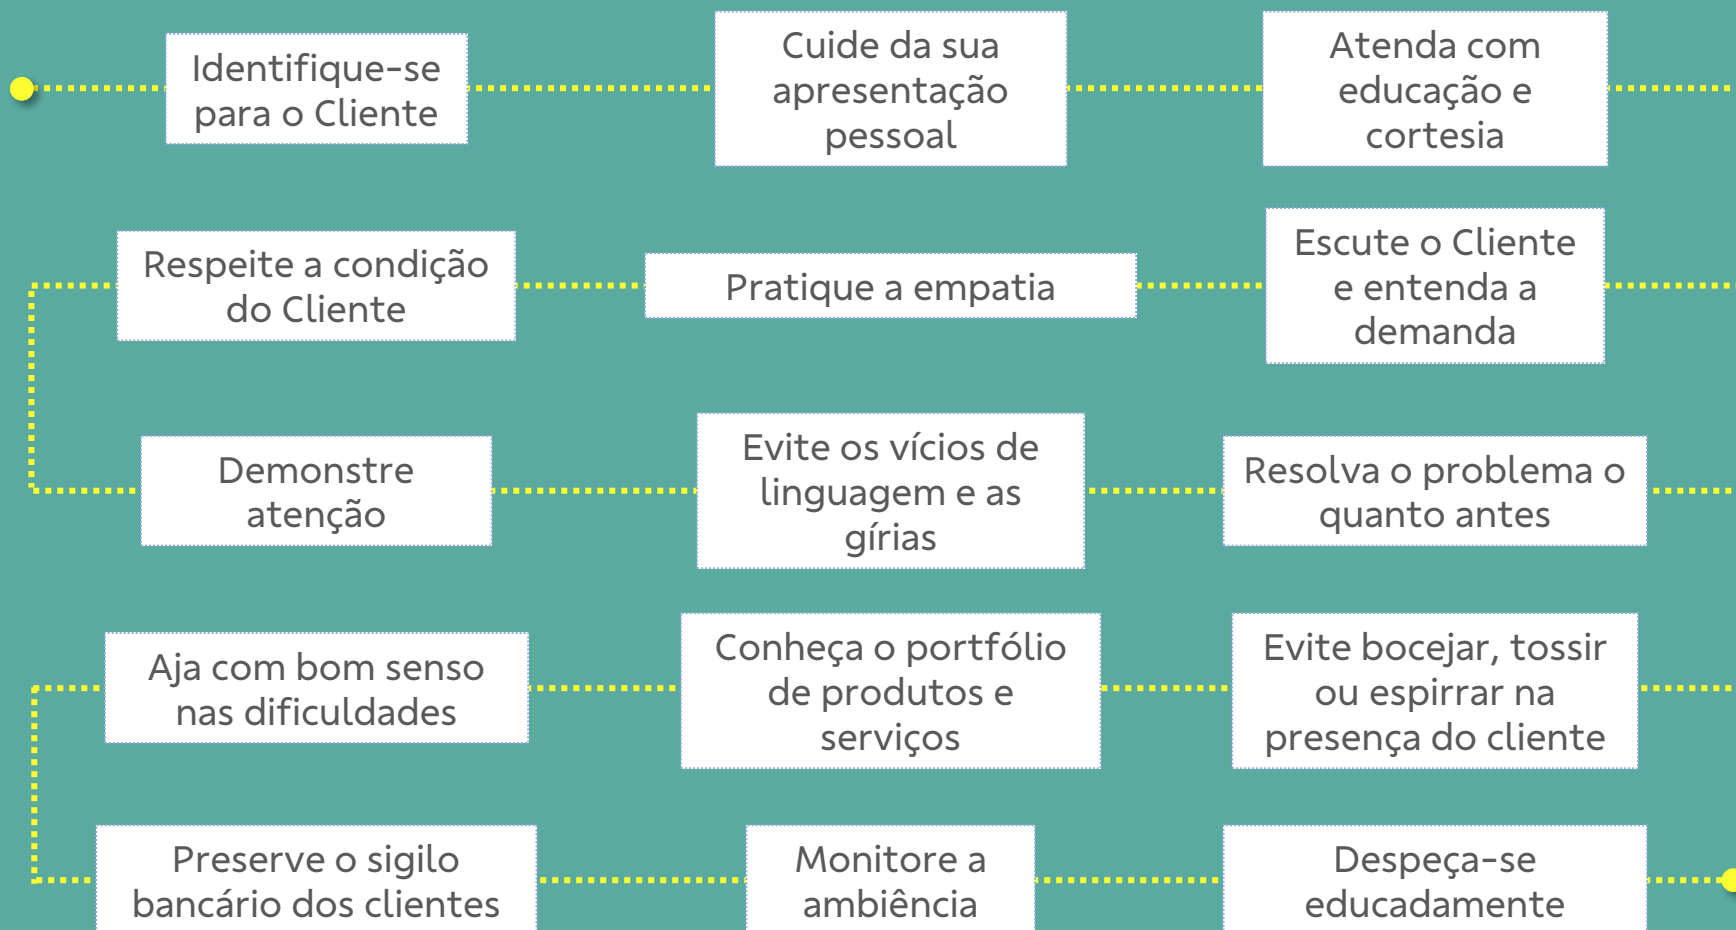 Identifique-se
para o Cliente
Cuide da sua
apresentação
pessoal
Atenda com
educação e
cortesia
Escute o Cliente
e entenda a
demanda
Pratique a empatia
Respeite a condição
do Cliente
Demonstre
atenção
Evite os vícios de
linguagem e as
gírias
Resolva o problema o
quanto antes
Evite bocejar, tossir
ou espirrar na
presença do cliente
Conheça o portfólio
de produtos e
serviços
Aja com bom senso
nas dificuldades
Preserve o sigilo
bancário dos clientes
Monitore a
ambiência
Despeça-se
educadamente